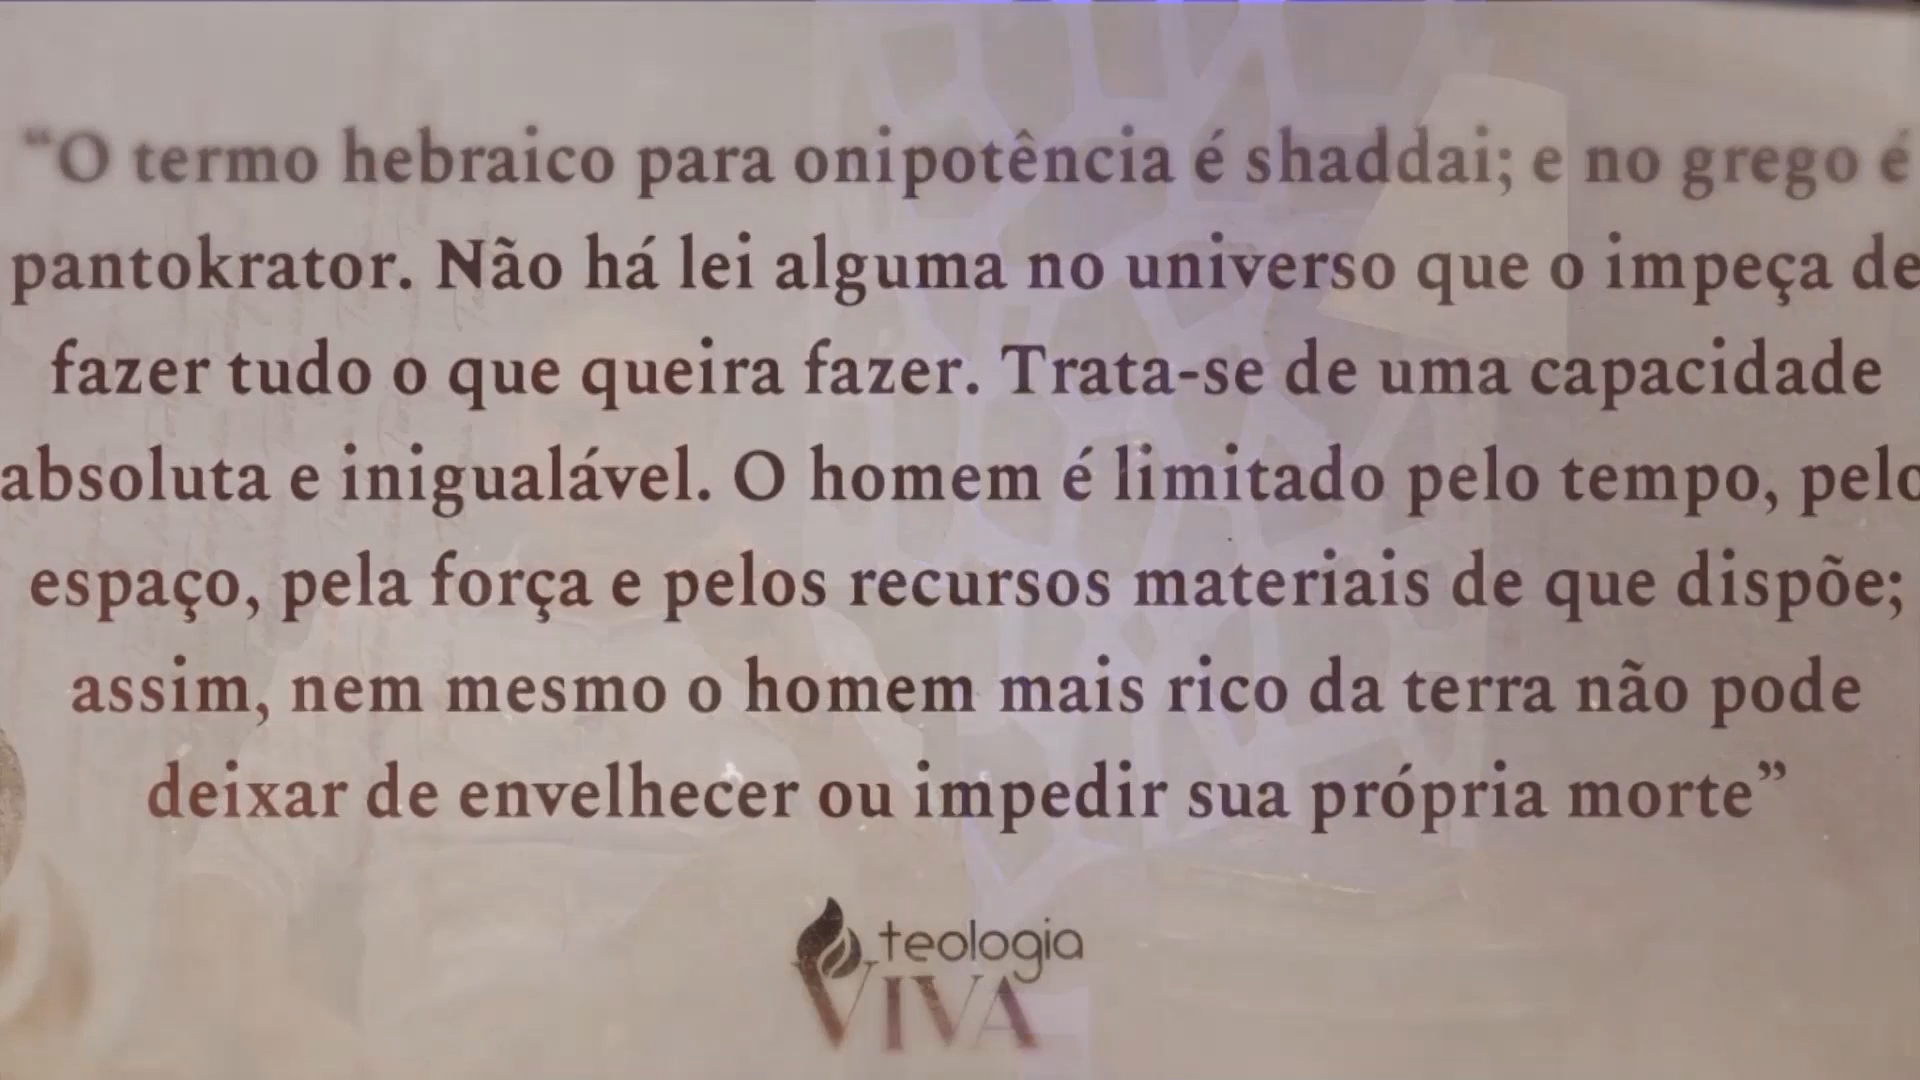 “O termo hebraico para onipotência é shaddai; e no grego é
pantokrator. Não há lei alguma no universo que o impeça de
fazer tudo o que queira fazer. Trata-se de uma capacidade
absoluta e inigualável. O homem é limitado pelo tempo, pelo
espaço, pela força e pelos recursos materiais de que dispõe;
assim, nem mesmo o homem mais rico da terra não pode
deixar de envelhecer ou impedir sua própria morte”
teologia
VIVA